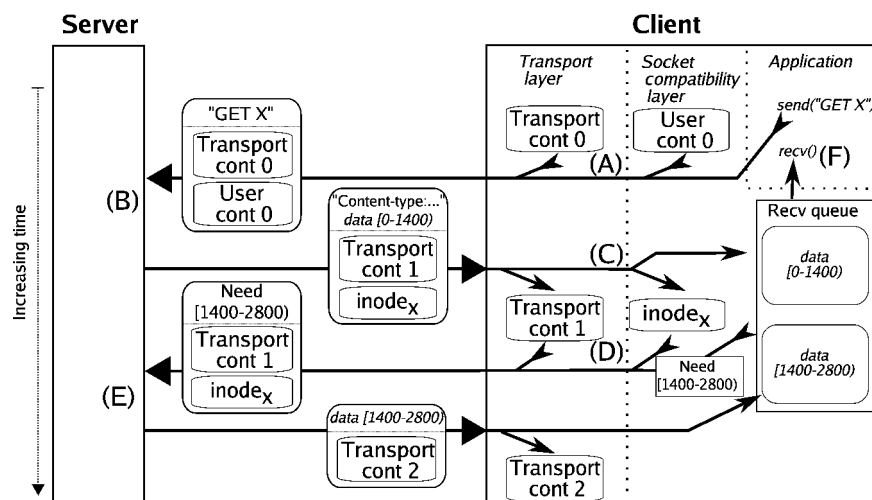 Server
Client
Increasing time
Transport
layer
Socket
compatibility
layer
Application
send("GET X")
recv()
(F)
"GET X"
Transport
cont 0
User
cont 0
Transport
cont 0
User
cont 0
(A)
(B)
"Content-type:..."
data [0-1400)
Transport
cont 1
inodeX
(C)
Recv queue
data
[0-1400)
Transport
cont 1
inodeX
Need
[1400-2800)
Transport
cont 1
inodeX
(D)
Need
[1400-2800)
data
[1400-2800)
(E)
data [1400-2800)
Transport
cont 2
Transport
cont 2